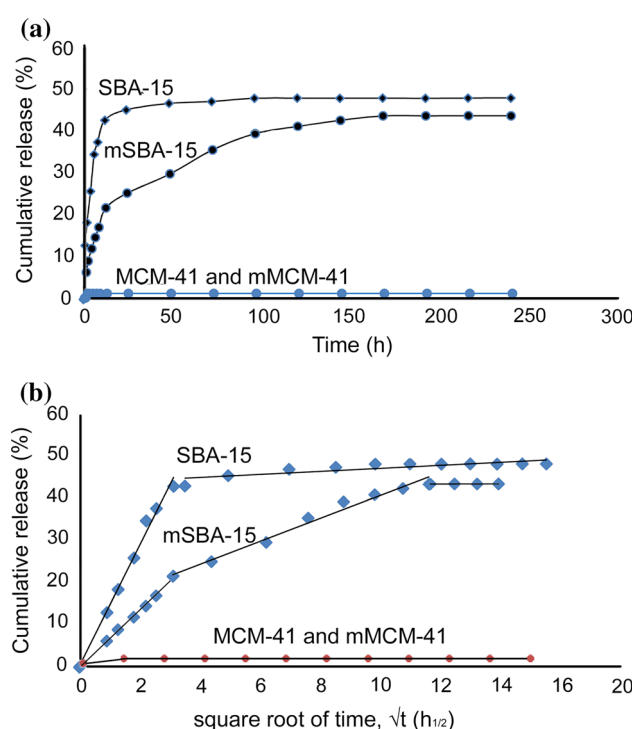 (a)
Cumulative release (%)
60
50
40
30
20
10
0
SBA-15
mSBA-15
MCM-41 and mMCM-41
0 50 100 150 200 250 300
Time (h)
(b)
Cumulative release (%)
60
50
40
30
20
10
0
SBA-15
mSBA-15
MCM-41 and mMCM-41
0 2 4 6 8 10 12 14 16 20
square root of time, √t (h1/2)